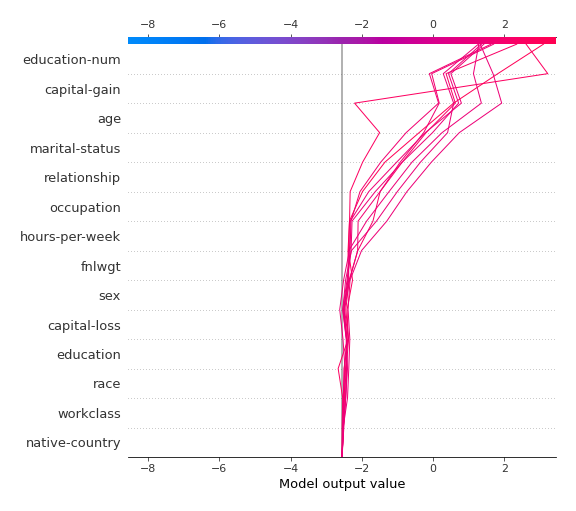 −8 −6 −4 −2 0 2
education-num
capital-gain
age
marital-status
relationship
occupation
hours-per-week
fnlwgt
sex
capital-loss
education
race
workclass
native-country
−8 −6 −4 −2 0 2
Model output value